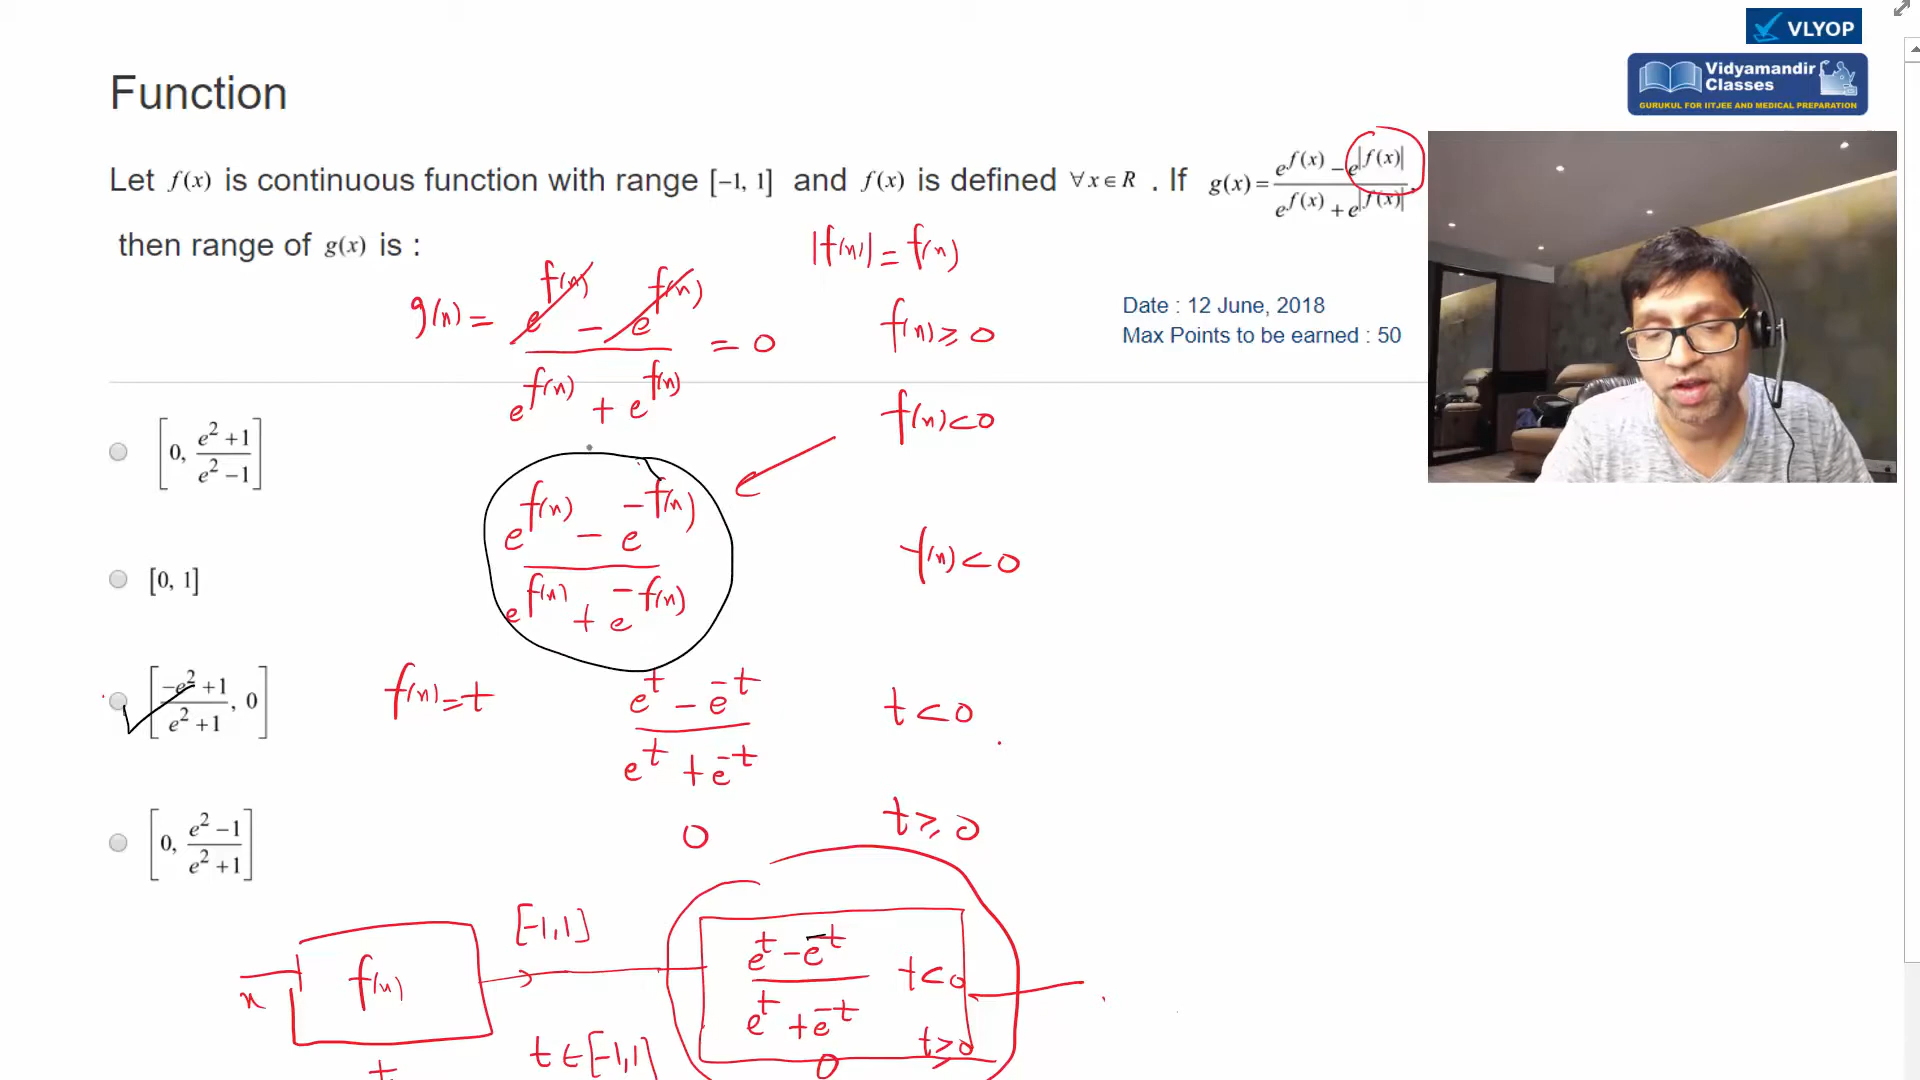 VLYOP
Vidyamandir
Classes
GURUKUL FOR IITJEE AND MEDICAL PREPARATION
Function
Let f(x) is continuous function with range [−1, 1] and f(x) is defined ∀x∈R . If g(x)=(e^f(x) − e^|f(x)|)/(e^f(x) + e^|f(x)|),
then range of g(x) is :
|f(x)| = f(x)
g(x) = (e^f(x) − e^f(x))/(e^f(x) + e^f(x)) = 0
f(x) ≥ 0
Date : 12 June, 2018
Max Points to be earned : 50
f(x) < 0
[0, (e²+1)/(e²−1)]
(e^f(x) − e^−f(x))/(e^f(x) + e^−f(x))
f(x) < 0
[0, 1]
[(−e²+1)/(e²+1), 0]
f(x) = t
(e^t − e^−t)/(e^t + e^−t)
t < 0
0
t ≥ 0
[0, (e²−1)/(e²+1)]
x
f(x)
[-1,1]
(e^t − e^−t)/(e^t + e^−t) t < 0
0 t ≥ 0
t
t ∈ [-1,1]